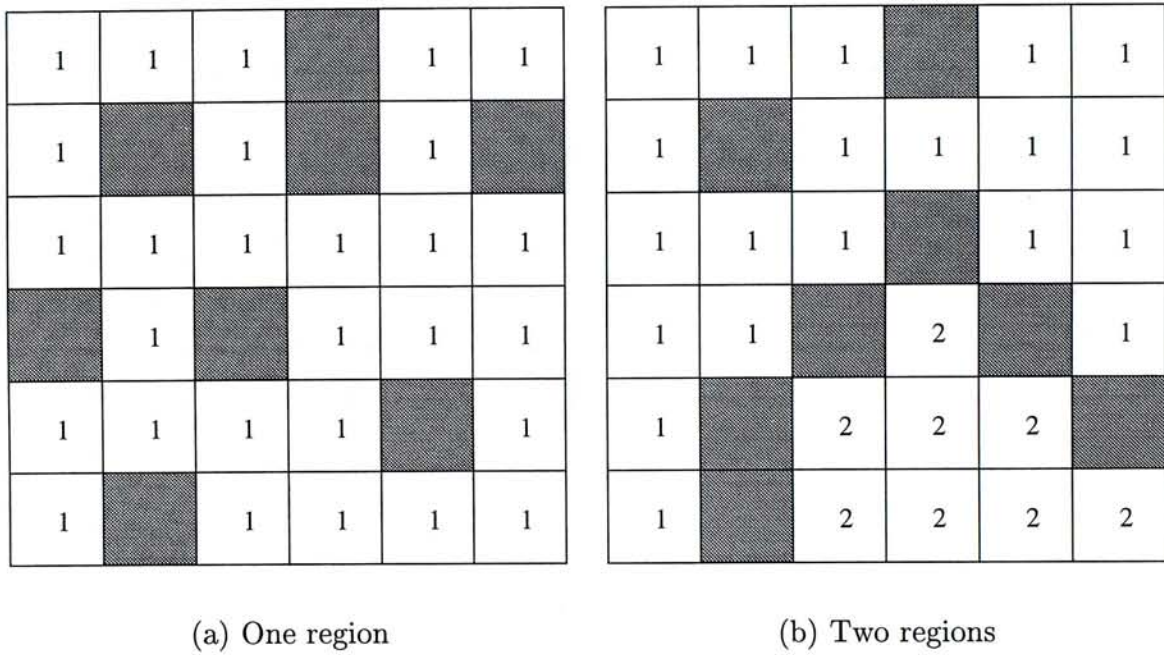 1 1 1 1 1
1 1 1
1 1 1 1 1 1
1 1 1 1
1 1 1 1 1
1 1 1 1 1
(a) One region
1 1 1 1 1
1 1 1 1 1
1 1 1 1 1
1 1 2 1
1 2 2 2
1 2 2 2 2
(b) Two regions